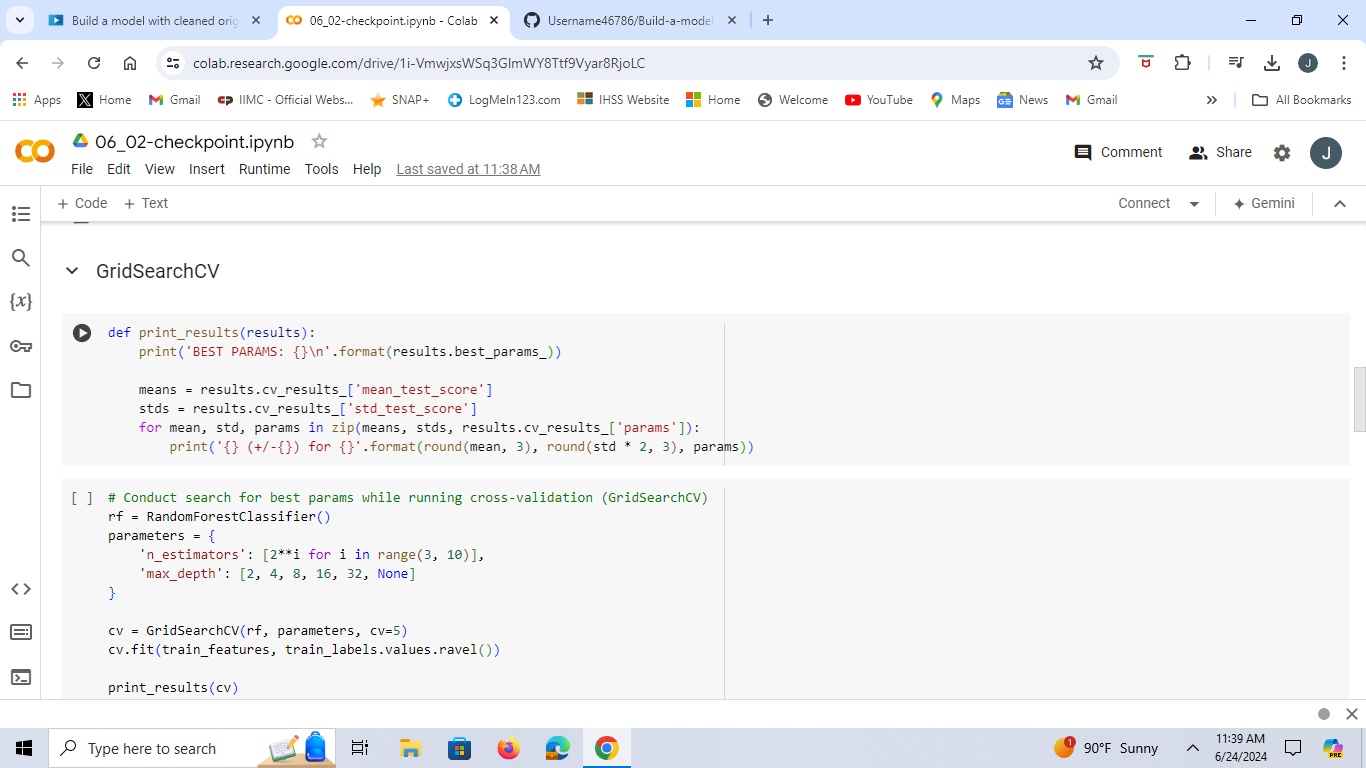 Build a model with cleaned orig
06_02-checkpoint.ipynb - Colab
Username46786/Build-a-model
colab.research.google.com/drive/1i-VmwjxsWSq3GlmWY8Ttf9Vyar8RjoLC
J
Apps
Home
Gmail
IIMC - Official Webs...
SNAP+
LogMeIn123.com
IHSS Website
Home
Welcome
YouTube
Maps
News
Gmail
»
All Bookmarks
06_02-checkpoint.ipynb
Comment
Share
J
File Edit View Insert Runtime Tools Help Last saved at 11:38 AM
+ Code + Text
Connect
Gemini
{x}
GridSearchCV
def print_results(results):
    print('BEST PARAMS: {}\n'.format(results.best_params_))
    means = results.cv_results_['mean_test_score']
    stds = results.cv_results_['std_test_score']
    for mean, std, params in zip(means, stds, results.cv_results_['params']):
        print('{} (+/-{}) for {}'.format(round(mean, 3), round(std * 2, 3), params))
[ ] # Conduct search for best params while running cross-validation (GridSearchCV)
rf = RandomForestClassifier()
parameters = {
    'n_estimators': [2**i for i in range(3, 10)],
    'max_depth': [2, 4, 8, 16, 32, None]
}
cv = GridSearchCV(rf, parameters, cv=5)
cv.fit(train_features, train_labels.values.ravel())
print_results(cv)
Type here to search
1
90°F Sunny
11:39 AM
6/24/2024
PRE